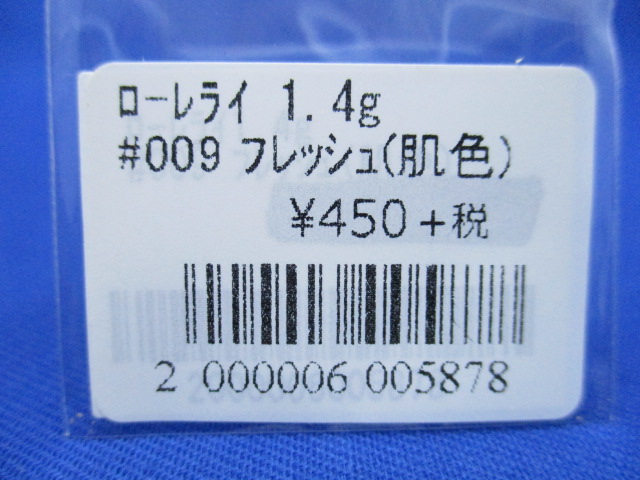 ﾛｰﾚﾗｲ 1.4g
#009 ﾌﾚｯｼｭ(肌色)
¥450+税
2 000006 005878